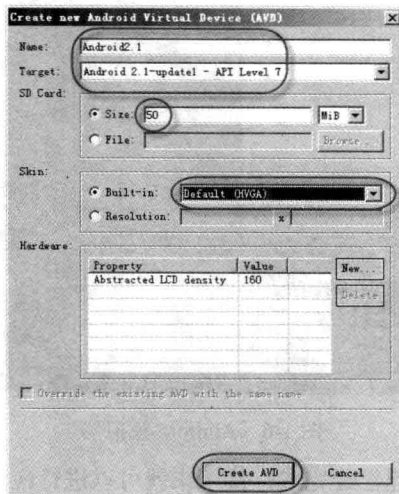 Create new Android Virtual Device (AVD)
Name: Android2.1
Target: Android 2.1-update1 - API Level 7
SD Card:
Size: 50 MiB
File: Browse...
Skin:
Built-in: Default (HVGA)
Resolution: x
Hardware:
Property Value New...
Abstracted LCD density 160 Delete
Override the existing AVD with the same name
Create AVD Cancel